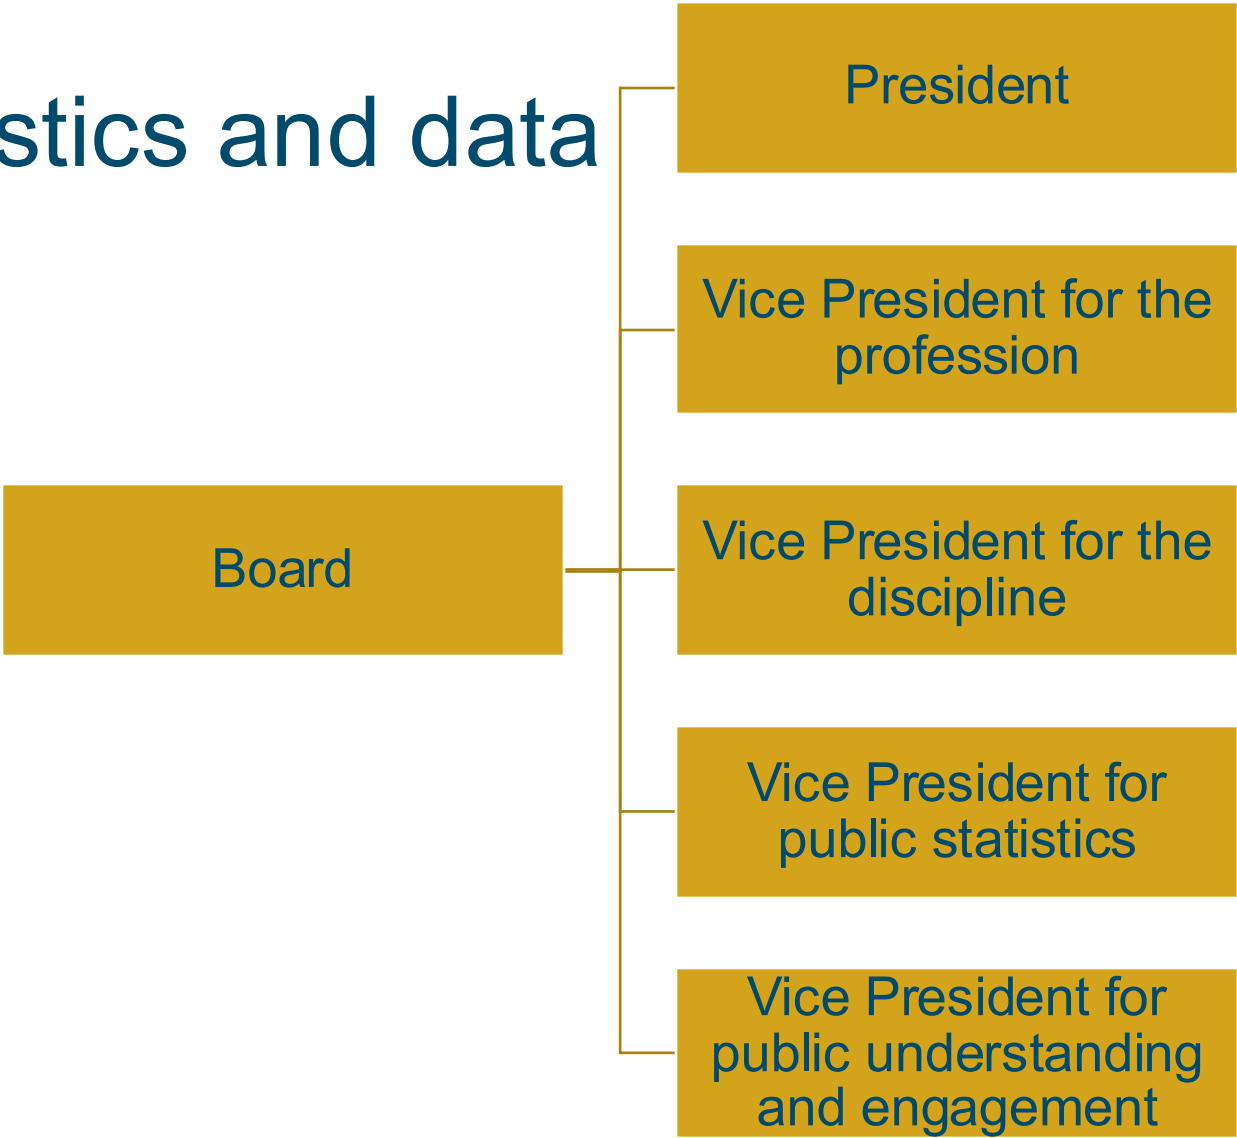 stics and data
President
Vice President for the
profession
Board
Vice President for the
discipline
Vice President for
public statistics
Vice President for
public understanding
and engagement